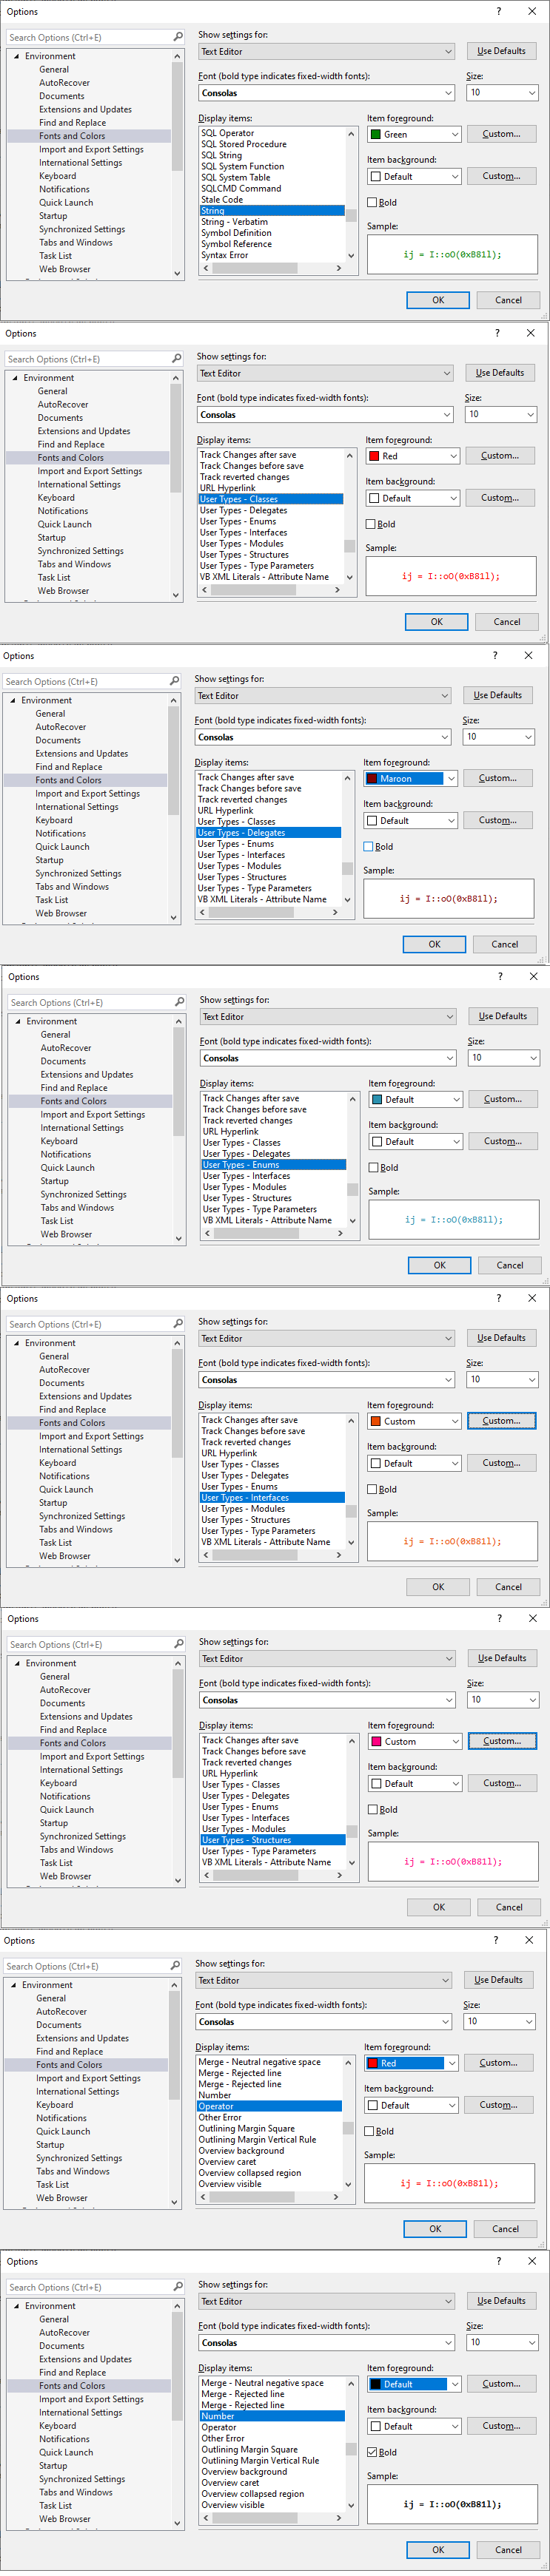 Options
Search Options (Ctrl+E)
Environment
General
AutoRecover
Documents
Extensions and Updates
Find and Replace
Fonts and Colors
Import and Export Settings
International Settings
Keyboard
Notifications
Quick Launch
Startup
Synchronized Settings
Tabs and Windows
Task List
Web Browser
Show settings for:
Text Editor
Use Defaults
Font (bold type indicates fixed-width fonts):
Size:
Consolas
10
Display items:
SQL Operator
SQL Stored Procedure
SQL String
SQL System Function
SQL System Table
SQLCMD Command
Stale Code
String
String - Verbatim
Symbol Definition
Symbol Reference
Syntax Error
Item foreground:
Green
Custom...
Item background:
Default
Custom...
Bold
Sample:
ij = I::oO(0xB81l);
OK
Cancel
Options
Search Options (Ctrl+E)
Environment
General
AutoRecover
Documents
Extensions and Updates
Find and Replace
Fonts and Colors
Import and Export Settings
International Settings
Keyboard
Notifications
Quick Launch
Startup
Synchronized Settings
Tabs and Windows
Task List
Web Browser
Show settings for:
Text Editor
Use Defaults
Font (bold type indicates fixed-width fonts):
Size:
Consolas
10
Display items:
Track Changes after save
Track Changes before save
Track reverted changes
URL Hyperlink
User Types - Classes
User Types - Delegates
User Types - Enums
User Types - Interfaces
User Types - Modules
User Types - Structures
User Types - Type Parameters
VB XML Literals - Attribute Name
Item foreground:
Red
Custom...
Item background:
Default
Custom...
Bold
Sample:
ij = I::oO(0xB81l);
OK
Cancel
Options
Search Options (Ctrl+E)
Environment
General
AutoRecover
Documents
Extensions and Updates
Find and Replace
Fonts and Colors
Import and Export Settings
International Settings
Keyboard
Notifications
Quick Launch
Startup
Synchronized Settings
Tabs and Windows
Task List
Web Browser
Show settings for:
Text Editor
Use Defaults
Font (bold type indicates fixed-width fonts):
Size:
Consolas
10
Display items:
Track Changes after save
Track Changes before save
Track reverted changes
URL Hyperlink
User Types - Classes
User Types - Delegates
User Types - Enums
User Types - Interfaces
User Types - Modules
User Types - Structures
User Types - Type Parameters
VB XML Literals - Attribute Name
Item foreground:
Maroon
Custom...
Item background:
Default
Custom...
Bold
Sample:
ij = I::oO(0xB81l);
OK
Cancel
Options
Search Options (Ctrl+E)
Environment
General
AutoRecover
Documents
Extensions and Updates
Find and Replace
Fonts and Colors
Import and Export Settings
International Settings
Keyboard
Notifications
Quick Launch
Startup
Synchronized Settings
Tabs and Windows
Task List
Web Browser
Show settings for:
Text Editor
Use Defaults
Font (bold type indicates fixed-width fonts):
Size:
Consolas
10
Display items:
Track Changes after save
Track Changes before save
Track reverted changes
URL Hyperlink
User Types - Classes
User Types - Delegates
User Types - Enums
User Types - Interfaces
User Types - Modules
User Types - Structures
User Types - Type Parameters
VB XML Literals - Attribute Name
Item foreground:
Default
Custom...
Item background:
Default
Custom...
Bold
Sample:
ij = I::oO(0xB81l);
OK
Cancel
Options
Search Options (Ctrl+E)
Environment
General
AutoRecover
Documents
Extensions and Updates
Find and Replace
Fonts and Colors
Import and Export Settings
International Settings
Keyboard
Notifications
Quick Launch
Startup
Synchronized Settings
Tabs and Windows
Task List
Web Browser
Show settings for:
Text Editor
Use Defaults
Font (bold type indicates fixed-width fonts):
Size:
Consolas
10
Display items:
Track Changes after save
Track Changes before save
Track reverted changes
URL Hyperlink
User Types - Classes
User Types - Delegates
User Types - Enums
User Types - Interfaces
User Types - Modules
User Types - Structures
User Types - Type Parameters
VB XML Literals - Attribute Name
Item foreground:
Custom
Custom...
Item background:
Default
Custom...
Bold
Sample:
ij = I::oO(0xB81l);
OK
Cancel
Options
Search Options (Ctrl+E)
Environment
General
AutoRecover
Documents
Extensions and Updates
Find and Replace
Fonts and Colors
Import and Export Settings
International Settings
Keyboard
Notifications
Quick Launch
Startup
Synchronized Settings
Tabs and Windows
Task List
Web Browser
Show settings for:
Text Editor
Use Defaults
Font (bold type indicates fixed-width fonts):
Size:
Consolas
10
Display items:
Track Changes after save
Track Changes before save
Track reverted changes
URL Hyperlink
User Types - Classes
User Types - Delegates
User Types - Enums
User Types - Interfaces
User Types - Modules
User Types - Structures
User Types - Type Parameters
VB XML Literals - Attribute Name
Item foreground:
Custom
Custom...
Item background:
Default
Custom...
Bold
Sample:
ij = I::oO(0xB81l);
OK
Cancel
Options
Search Options (Ctrl+E)
Environment
General
AutoRecover
Documents
Extensions and Updates
Find and Replace
Fonts and Colors
Import and Export Settings
International Settings
Keyboard
Notifications
Quick Launch
Startup
Synchronized Settings
Tabs and Windows
Task List
Web Browser
Show settings for:
Text Editor
Use Defaults
Font (bold type indicates fixed-width fonts):
Size:
Consolas
10
Display items:
Merge - Neutral negative space
Merge - Rejected line
Merge - Rejected line
Number
Operator
Other Error
Outlining Margin Square
Outlining Margin Vertical Rule
Overview background
Overview caret
Overview collapsed region
Overview visible
Item foreground:
Red
Custom...
Item background:
Default
Custom...
Bold
Sample:
ij = I::oO(0xB81l);
OK
Cancel
Options
Search Options (Ctrl+E)
Environment
General
AutoRecover
Documents
Extensions and Updates
Find and Replace
Fonts and Colors
Import and Export Settings
International Settings
Keyboard
Notifications
Quick Launch
Startup
Synchronized Settings
Tabs and Windows
Task List
Web Browser
Show settings for:
Text Editor
Use Defaults
Font (bold type indicates fixed-width fonts):
Size:
Consolas
10
Display items:
Merge - Neutral negative space
Merge - Rejected line
Merge - Rejected line
Number
Operator
Other Error
Outlining Margin Square
Outlining Margin Vertical Rule
Overview background
Overview caret
Overview collapsed region
Overview visible
Item foreground:
Default
Custom...
Item background:
Default
Custom...
Bold
Sample:
ij = I::oO(0xB81l);
OK
Cancel